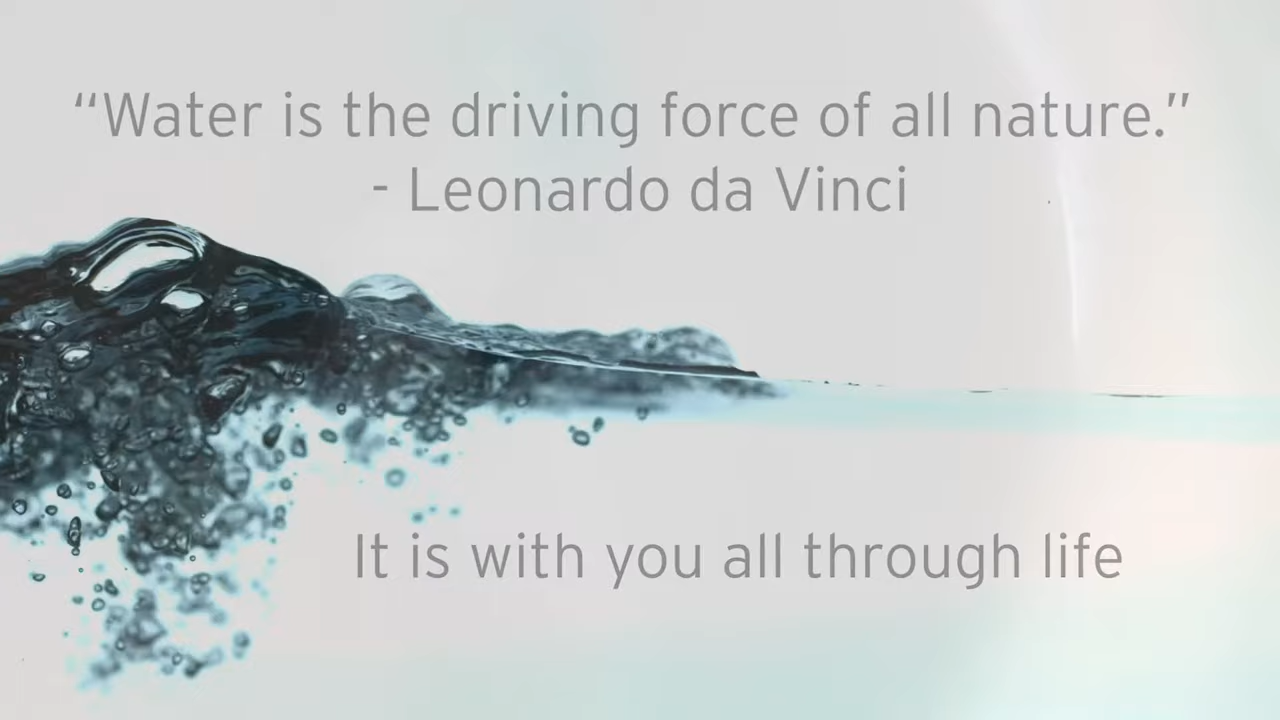 “Water is the driving force of all nature.”
- Leonardo da Vinci
It is with you all through life